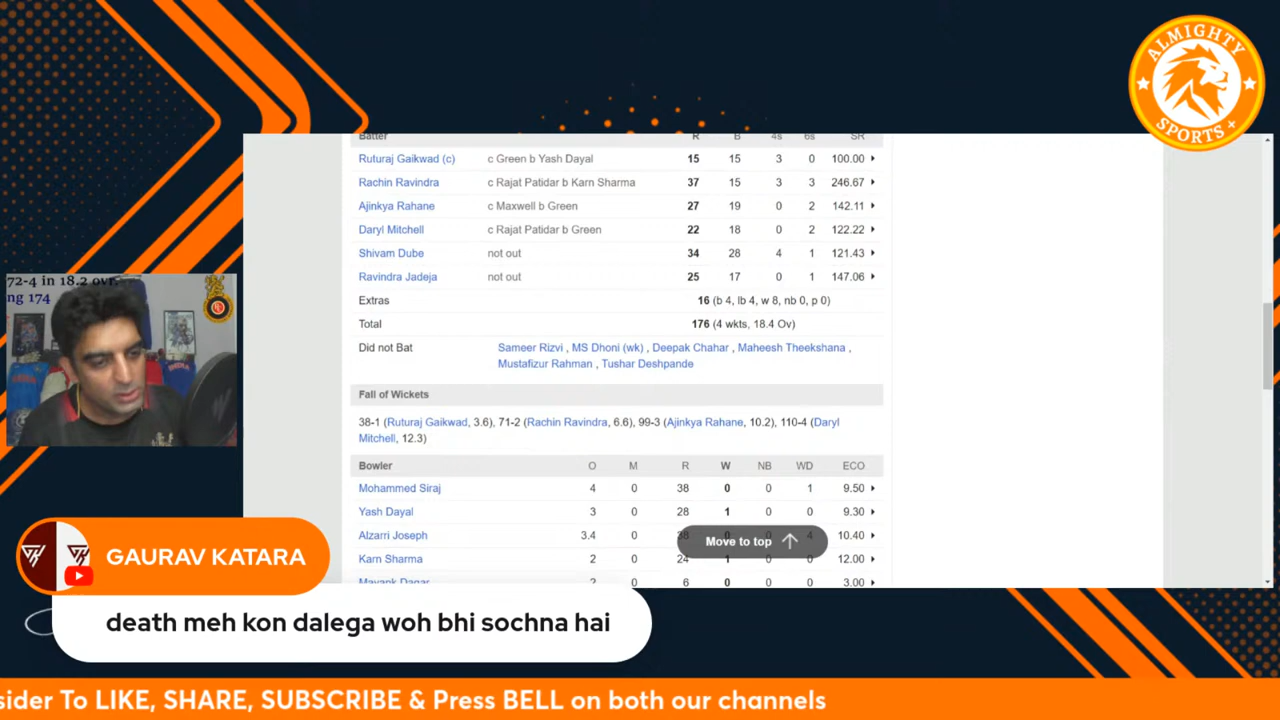 ALMIGHTY
SPORTS+
Batter R B 4s 6s SR
Ruturaj Gaikwad (c) c Green b Yash Dayal 15 15 3 0 100.00
Rachin Ravindra c Rajat Patidar b Karn Sharma 37 15 3 3 246.67
Ajinkya Rahane c Maxwell b Green 27 19 0 2 142.11
Daryl Mitchell c Rajat Patidar b Green 22 18 0 2 122.22
Shivam Dube not out 34 28 4 1 121.43
Ravindra Jadeja not out 25 17 0 1 147.06
Extras 16 (b 4, lb 4, w 8, nb 0, p 0)
Total 176 (4 wkts, 18.4 Ov)
Did not Bat Sameer Rizvi , MS Dhoni (wk) , Deepak Chahar , Maheesh Theekshana ,
Mustafizur Rahman , Tushar Deshpande
Fall of Wickets
38-1 (Ruturaj Gaikwad, 3.6), 71-2 (Rachin Ravindra, 6.6), 99-3 (Ajinkya Rahane, 10.2), 110-4 (Daryl
Mitchell, 12.3)
Bowler O M R W NB WD ECO
Mohammed Siraj 4 0 38 0 0 1 9.50
Yash Dayal 3 0 28 1 0 0 9.30
Alzarri Joseph 3.4 0 38 0 0 4 10.40
Move to top
Karn Sharma 2 0 24 1 0 0 12.00
Mayank Dagar 2 0 6 0 0 0 3.00
72-4 in 18.2 ovr.
ng 174
GAURAV KATARA
death meh kon dalega woh bhi sochna hai
sider To LIKE, SHARE, SUBSCRIBE & Press BELL on both our channels